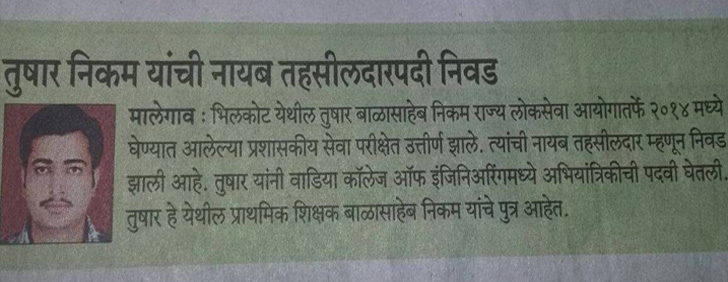 तुषार निकम यांची नायब तहसीलदारपदी निवड
मालेगाव : भिलकोट येथील तुषार बाळासाहेब निकम राज्य लोकसेवा आयोगातर्फे २०१४ मध्ये
घेण्यात आलेल्या प्रशासकीय सेवा परीक्षेत उत्तीर्ण झाले. त्यांची नायब तहसीलदार म्हणून निवड
झाली आहे. तुषार यांनी वाडिया कॉलेज ऑफ इंजिनिअरिंगमध्ये अभियांत्रिकीची पदवी घेतली.
तुषार हे येथील प्राथमिक शिक्षक बाळासाहेब निकम यांचे पुत्र आहेत.